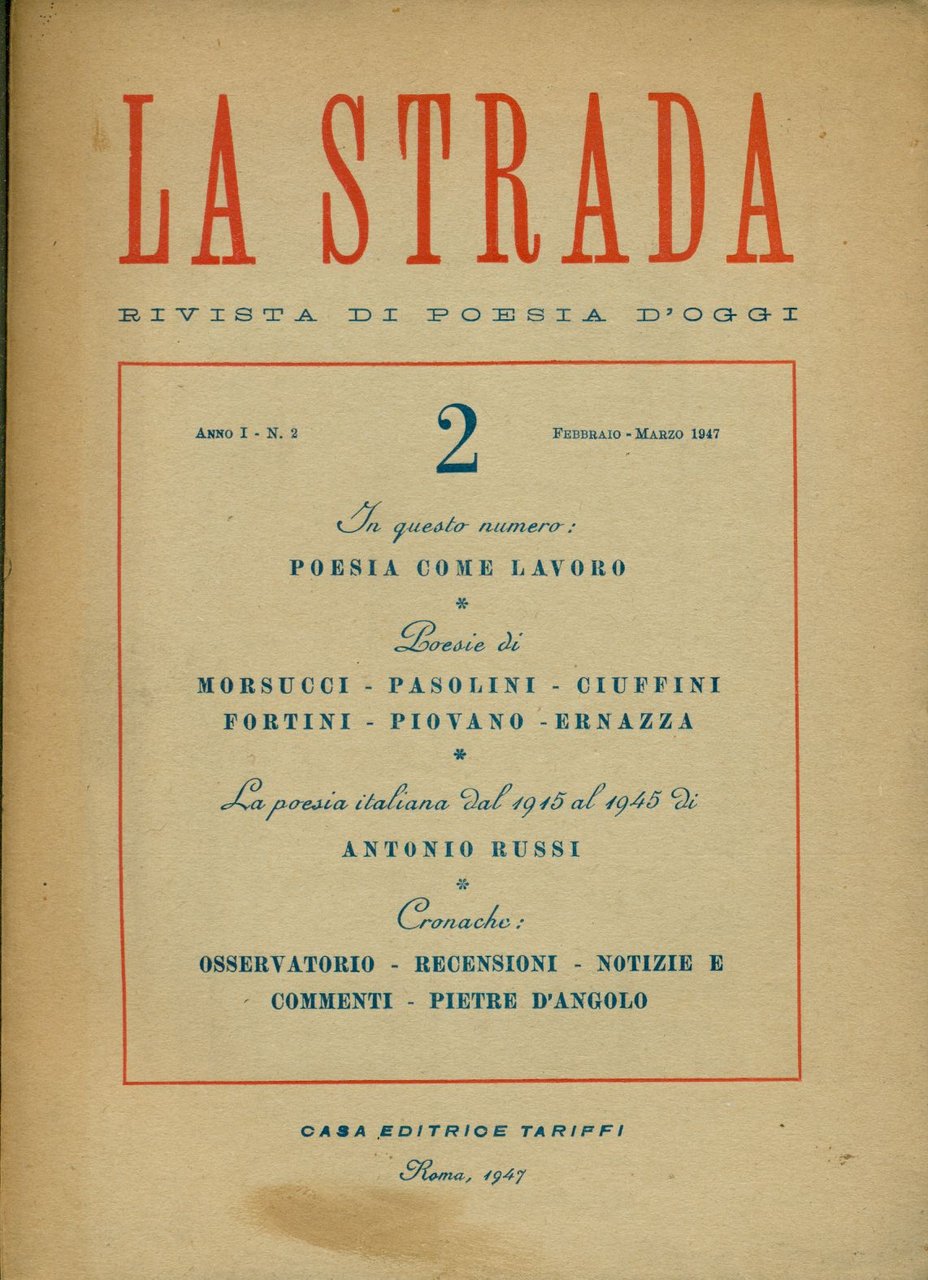 LA STRADA
RIVISTA DI POESIA D'OGGI
ANNO I - N. 2
2
FEBBRAIO - MARZO 1947
In questo numero:
POESIA COME LAVORO
*
Poesie di
MORSUCCI - PASOLINI - CIUFFINI
FORTINI - PIOVANO - ERNAZZA
*
La poesia italiana dal 1915 al 1945 di
ANTONIO RUSSI
*
Cronache:
OSSERVATORIO - RECENSIONI - NOTIZIE E
COMMENTI - PIETRE D'ANGOLO
CASA EDITRICE TARIFFI
Roma, 1947